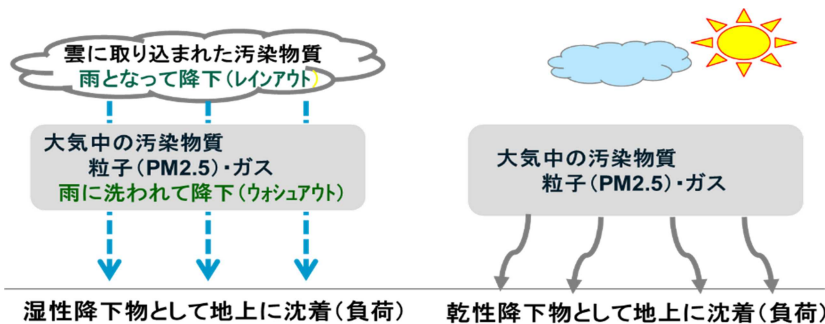 雲に取り込まれた汚染物質
雨となって降下(レインアウト)
大気中の汚染物質
粒子(PM2.5)・ガス
雨に洗われて降下(ウォシュアウト)
湿性降下物として地上に沈着(負荷)
大気中の汚染物質
粒子(PM2.5)・ガス
乾性降下物として地上に沈着(負荷)